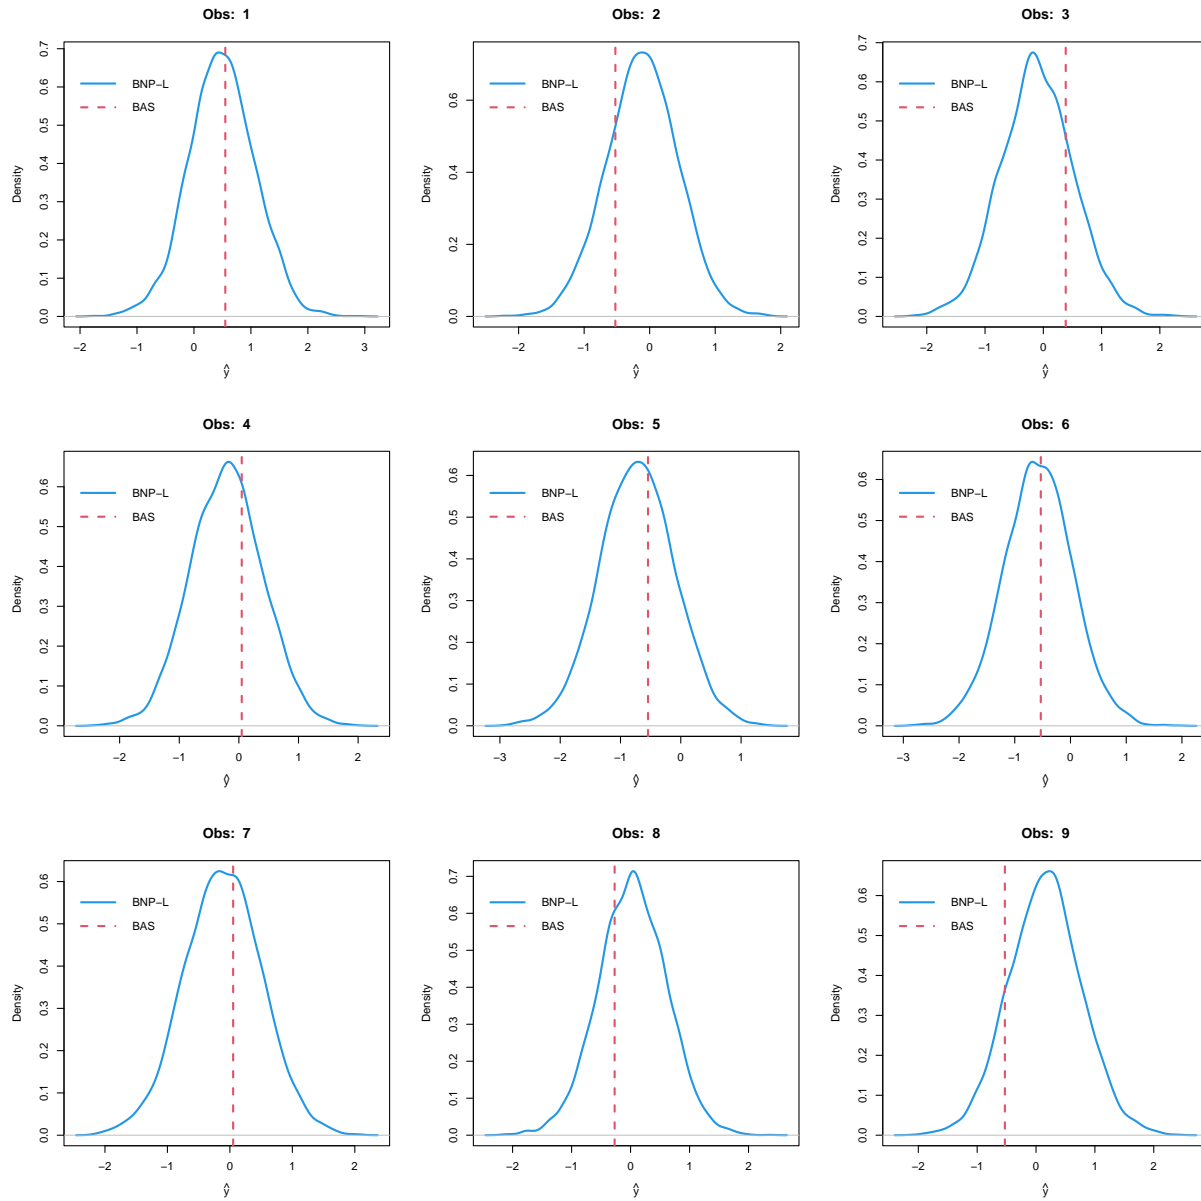 Obs: 1
Density
0.0 0.1 0.2 0.3 0.4 0.5 0.6 0.7
BNP−L
BAS
−2 −1 0 1 2 3
ŷ
Obs: 2
Density
0.0 0.2 0.4 0.6
BNP−L
BAS
−2 −1 0 1 2
ŷ
Obs: 3
Density
0.0 0.1 0.2 0.3 0.4 0.5 0.6 0.7
BNP−L
BAS
−2 −1 0 1 2
ŷ
Obs: 4
Density
0.0 0.1 0.2 0.3 0.4 0.5 0.6
BNP−L
BAS
−2 −1 0 1 2
ŷ
Obs: 5
Density
0.0 0.1 0.2 0.3 0.4 0.5 0.6
BNP−L
BAS
−3 −2 −1 0 1
ŷ
Obs: 6
Density
0.0 0.1 0.2 0.3 0.4 0.5 0.6
BNP−L
BAS
−3 −2 −1 0 1 2
ŷ
Obs: 7
Density
0.0 0.1 0.2 0.3 0.4 0.5 0.6
BNP−L
BAS
−2 −1 0 1 2
ŷ
Obs: 8
Density
0.0 0.1 0.2 0.3 0.4 0.5 0.6 0.7
BNP−L
BAS
−2 −1 0 1 2
ŷ
Obs: 9
Density
0.0 0.1 0.2 0.3 0.4 0.5 0.6
BNP−L
BAS
−2 −1 0 1 2
ŷ